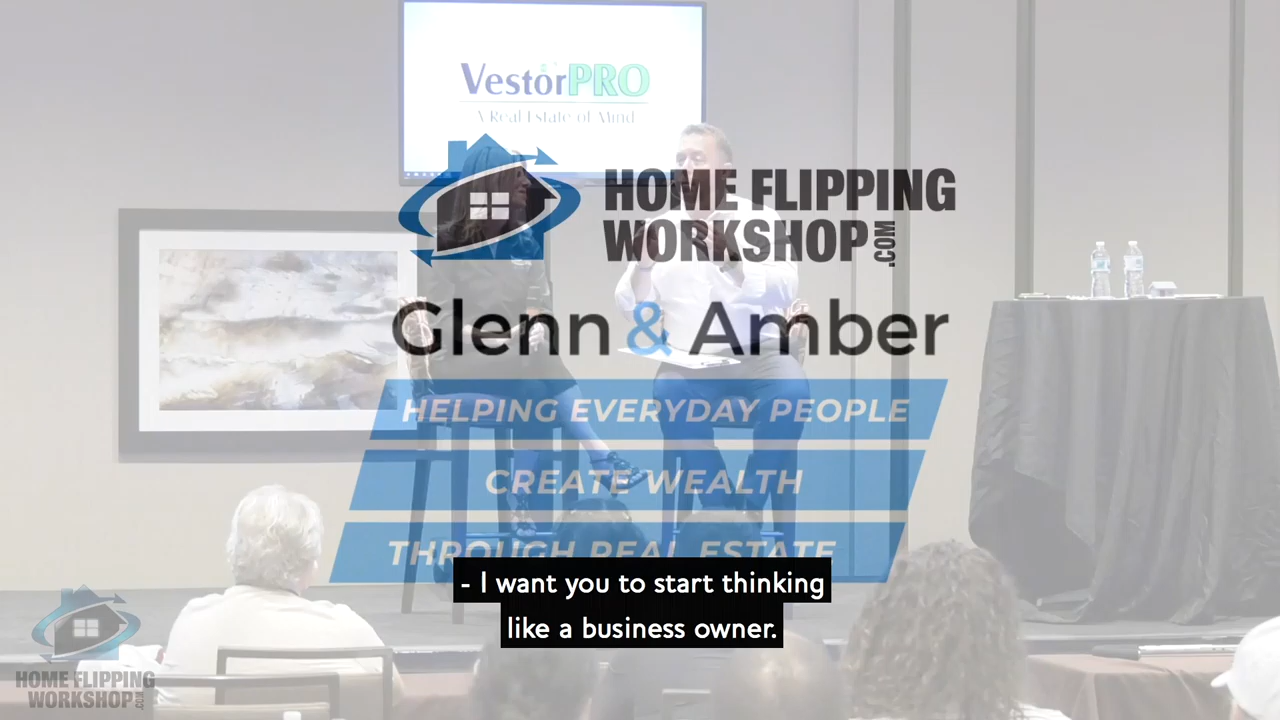 VestorPRO
A Real Estate of Mind
HOME FLIPPING
WORKSHOP.COM
Glenn & Amber
HELPING EVERYDAY PEOPLE
CREATE WEALTH
THROUGH REAL ESTATE
- I want you to start thinking
like a business owner.
HOME FLIPPING
WORKSHOP.COM